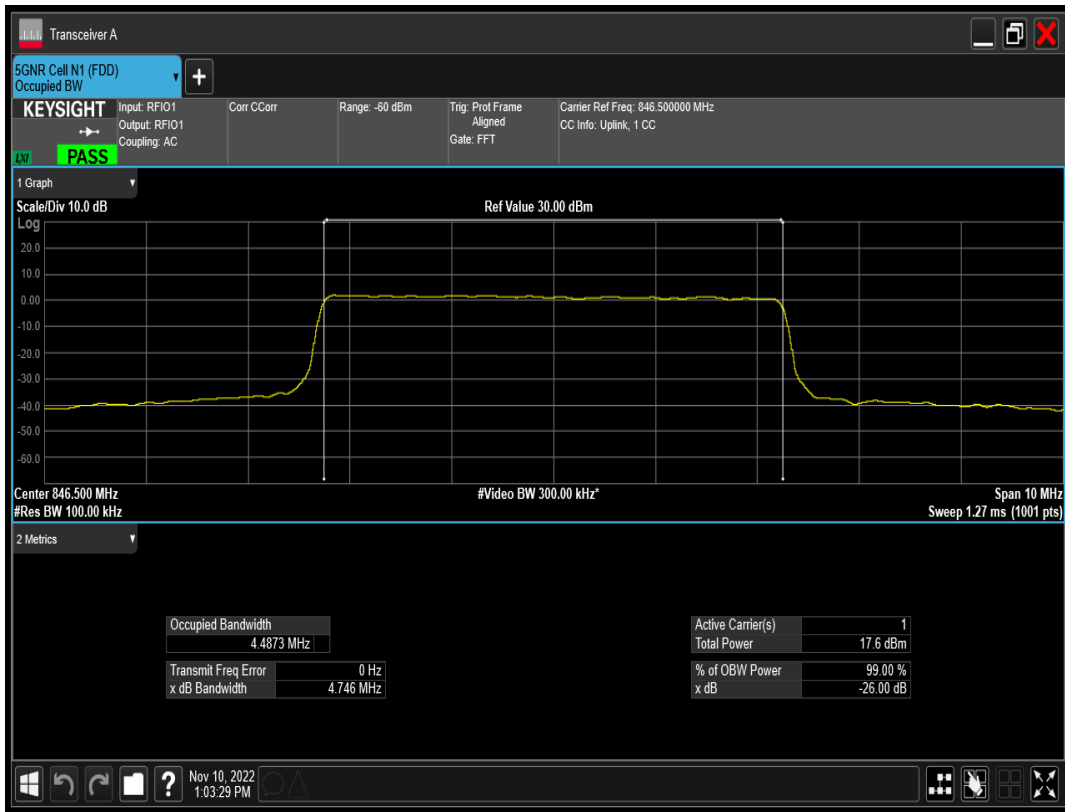 Transceiver A
5GNR Cell N1 (FDD)
Occupied BW
+
KEYSIGHT
LXI
PASS
Input: RFIO1
Output: RFIO1
Coupling: AC
Corr CCorr
Range: -60 dBm
Trig: Prot Frame
Aligned
Gate: FFT
Carrier Ref Freq: 846.500000 MHz
CC Info: Uplink, 1 CC
1 Graph
Scale/Div 10.0 dB
Ref Value 30.00 dBm
Log
20.0
10.0
0.00
-10.0
-20.0
-30.0
-40.0
-50.0
-60.0
Center 846.500 MHz
#Video BW 300.00 kHz*
Span 10 MHz
#Res BW 100.00 kHz
Sweep 1.27 ms (1001 pts)
2 Metrics
Occupied Bandwidth
4.4873 MHz
Transmit Freq Error 0 Hz
x dB Bandwidth 4.746 MHz
Active Carrier(s) 1
Total Power 17.6 dBm
% of OBW Power 99.00 %
x dB -26.00 dB
?
Nov 10, 2022
1:03:29 PM